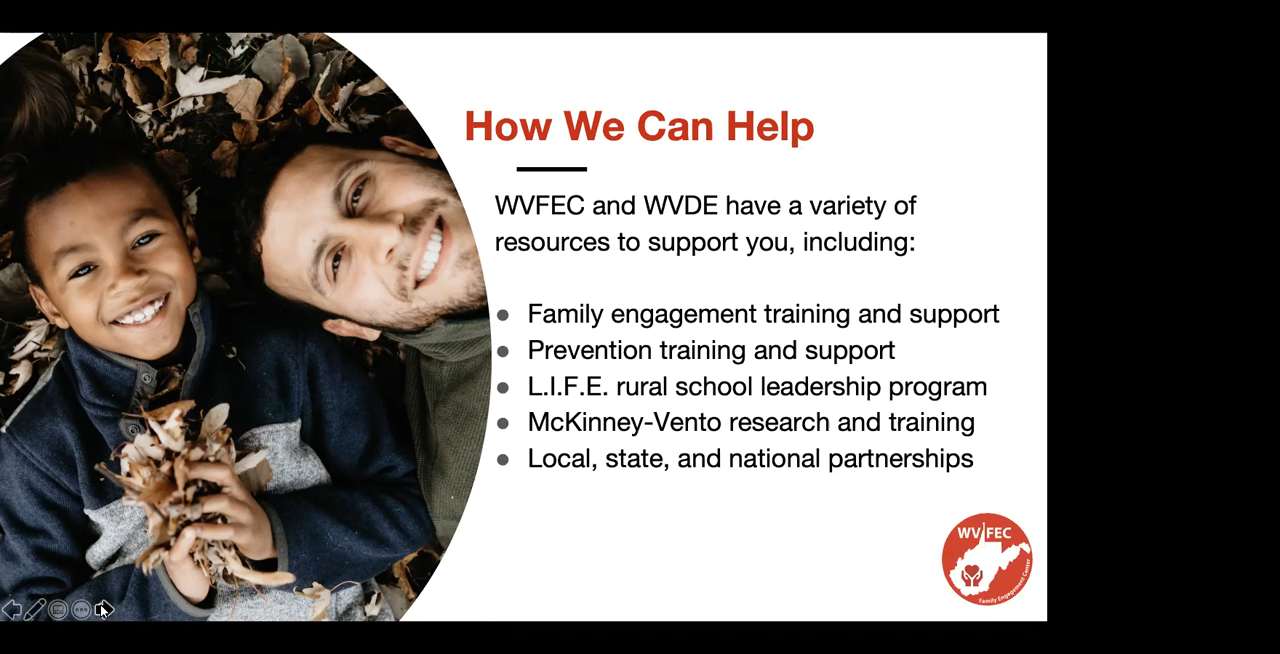 How We Can Help
WVFEC and WVDE have a variety of
resources to support you, including:
● Family engagement training and support
● Prevention training and support
● L.I.F.E. rural school leadership program
● McKinney-Vento research and training
● Local, state, and national partnerships
WV FEC
Family Engagement Center